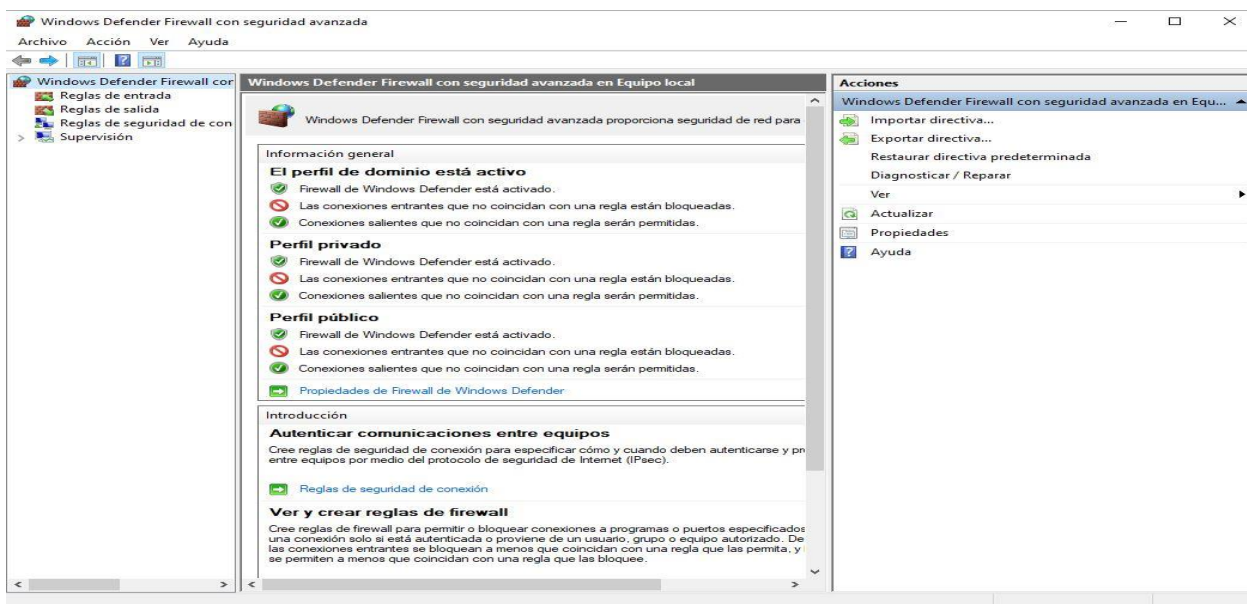 Windows Defender Firewall con seguridad avanzada
Archivo Acción Ver Ayuda
Windows Defender Firewall con
Reglas de entrada
Reglas de salida
Reglas de seguridad de con
Supervisión
Windows Defender Firewall con seguridad avanzada en Equipo local
Windows Defender Firewall con seguridad avanzada proporciona seguridad de red para
Información general
El perfil de dominio está activo
Firewall de Windows Defender está activado.
Las conexiones entrantes que no coincidan con una regla están bloqueadas.
Conexiones salientes que no coincidan con una regla serán permitidas.
Perfil privado
Firewall de Windows Defender está activado.
Las conexiones entrantes que no coincidan con una regla están bloqueadas.
Conexiones salientes que no coincidan con una regla serán permitidas.
Perfil público
Firewall de Windows Defender está activado.
Las conexiones entrantes que no coincidan con una regla están bloqueadas.
Conexiones salientes que no coincidan con una regla serán permitidas.
Propiedades de Firewall de Windows Defender
Introducción
Autenticar comunicaciones entre equipos
Cree reglas de seguridad de conexión para especificar cómo y cuando deben autenticarse y pr
entre equipos por medio del protocolo de seguridad de Internet (IPsec).
Reglas de seguridad de conexión
Ver y crear reglas de firewall
Cree reglas de firewall para permitir o bloquear conexiones a programas o puertos especificados
una conexión solo si está autenticada o proviene de un usuario, grupo o equipo autorizado. De
las conexiones entrantes se bloquean a menos que coincidan con una regla que las permita, y
se permiten a menos que coincidan con una regla que las bloquee.
Acciones
Windows Defender Firewall con seguridad avanzada en Equ...
Importar directiva...
Exportar directiva...
Restaurar directiva predeterminada
Diagnosticar / Reparar
Ver
Actualizar
Propiedades
Ayuda